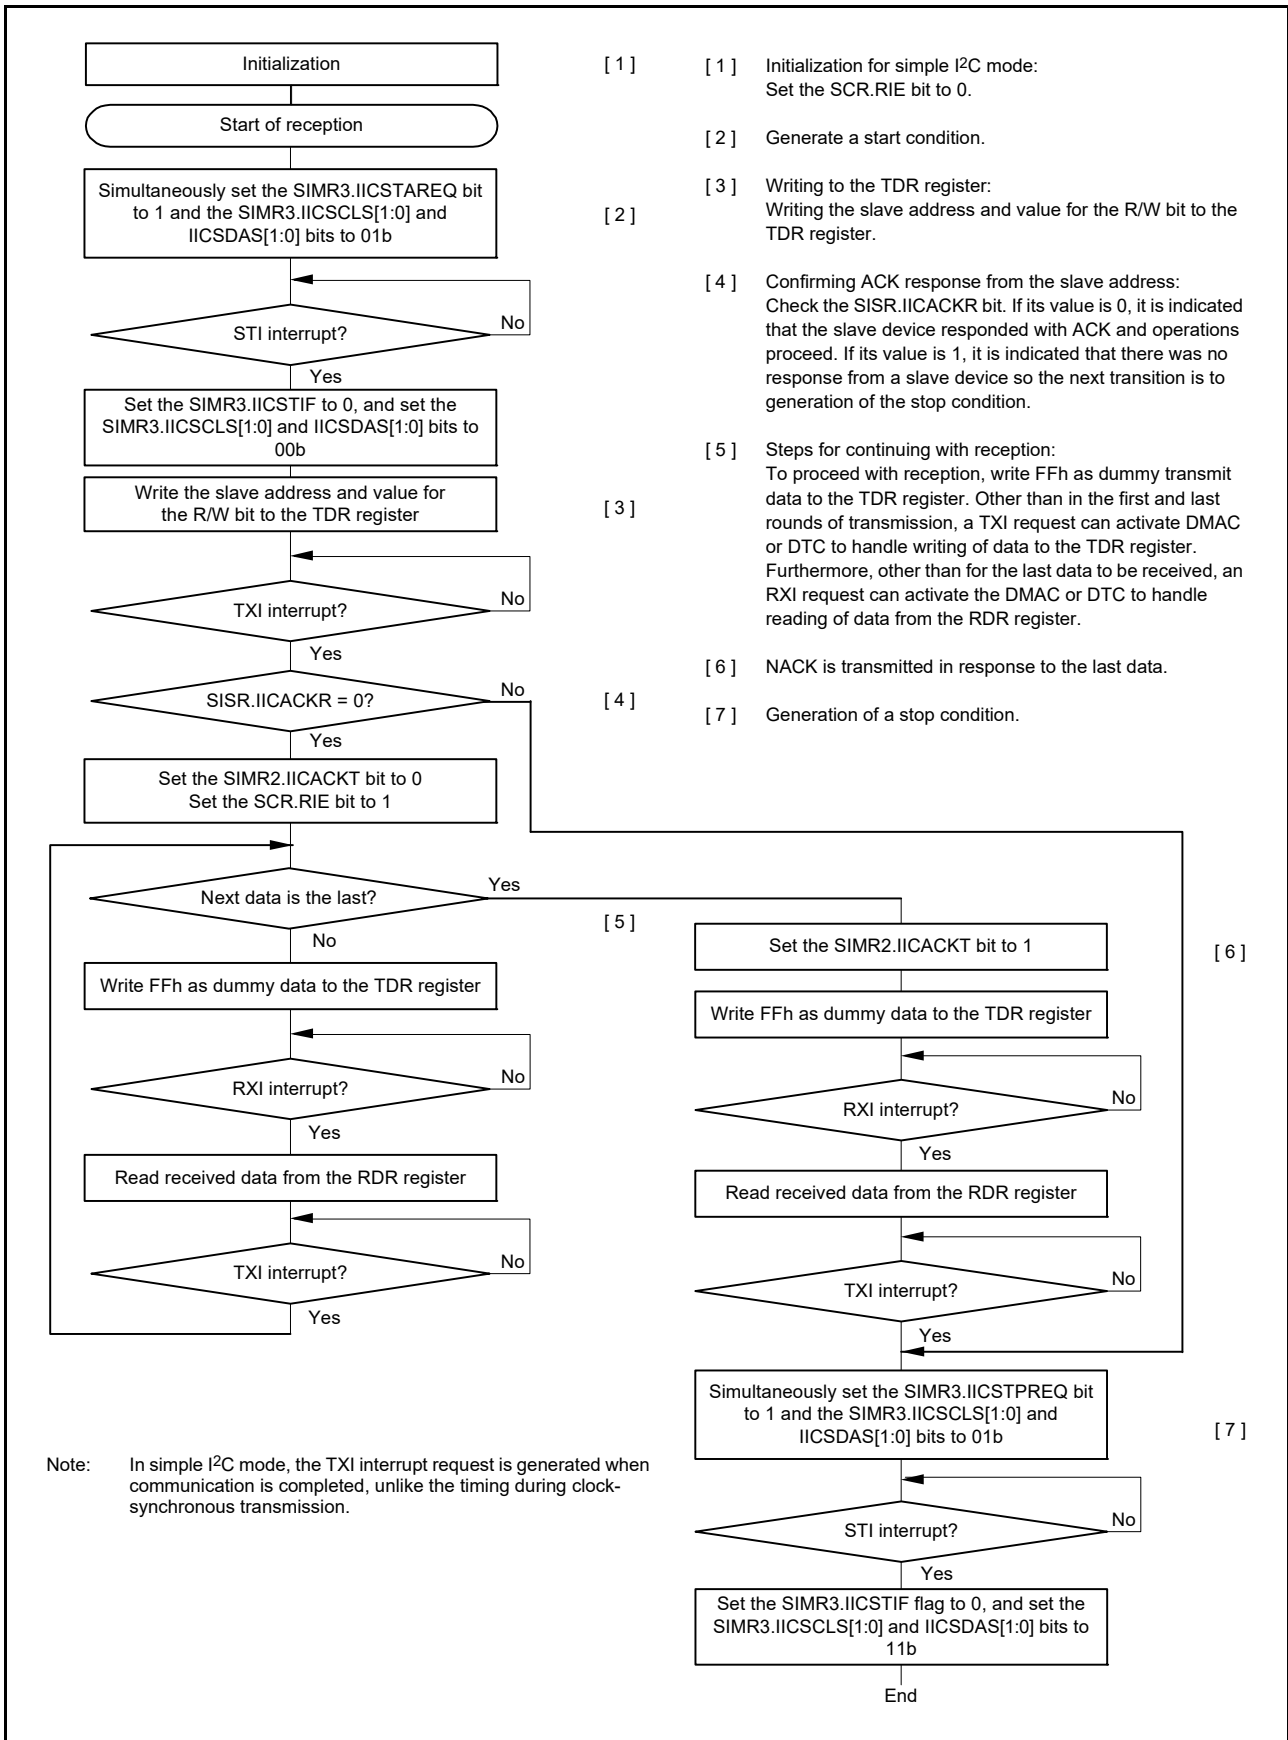 Initialization
[ 1 ]
Start of reception
Simultaneously set the SIMR3.IICSTAREQ bit
to 1 and the SIMR3.IICSCLS[1:0] and
IICSDAS[1:0] bits to 01b
[ 2 ]
STI interrupt?
No
Yes
Set the SIMR3.IICSTIF to 0, and set the
SIMR3.IICSCLS[1:0] and IICSDAS[1:0] bits to
00b
Write the slave address and value for
the R/W bit to the TDR register
[ 3 ]
TXI interrupt?
No
Yes
SISR.IICACKR = 0?
No
[ 4 ]
Yes
Set the SIMR2.IICACKT bit to 0
Set the SCR.RIE bit to 1
Next data is the last?
Yes
[ 5 ]
No
Write FFh as dummy data to the TDR register
RXI interrupt?
No
Yes
Read received data from the RDR register
TXI interrupt?
No
Yes
[ 1 ] Initialization for simple I2C mode:
Set the SCR.RIE bit to 0.
[ 2 ] Generate a start condition.
[ 3 ] Writing to the TDR register:
Writing the slave address and value for the R/W bit to the
TDR register.
[ 4 ] Confirming ACK response from the slave address:
Check the SISR.IICACKR bit. If its value is 0, it is indicated
that the slave device responded with ACK and operations
proceed. If its value is 1, it is indicated that there was no
response from a slave device so the next transition is to
generation of the stop condition.
[ 5 ] Steps for continuing with reception:
To proceed with reception, write FFh as dummy transmit
data to the TDR register. Other than in the first and last
rounds of transmission, a TXI request can activate DMAC
or DTC to handle writing of data to the TDR register.
Furthermore, other than for the last data to be received, an
RXI request can activate the DMAC or DTC to handle
reading of data from the RDR register.
[ 6 ] NACK is transmitted in response to the last data.
[ 7 ] Generation of a stop condition.
Set the SIMR2.IICACKT bit to 1
[ 6 ]
Write FFh as dummy data to the TDR register
RXI interrupt?
No
Yes
Read received data from the RDR register
TXI interrupt?
No
Yes
Simultaneously set the SIMR3.IICSTPREQ bit
to 1 and the SIMR3.IICSCLS[1:0] and
IICSDAS[1:0] bits to 01b
[ 7 ]
STI interrupt?
No
Yes
Set the SIMR3.IICSTIF flag to 0, and set the
SIMR3.IICSCLS[1:0] and IICSDAS[1:0] bits to
11b
End
Note: In simple I2C mode, the TXI interrupt request is generated when
communication is completed, unlike the timing during clock-
synchronous transmission.